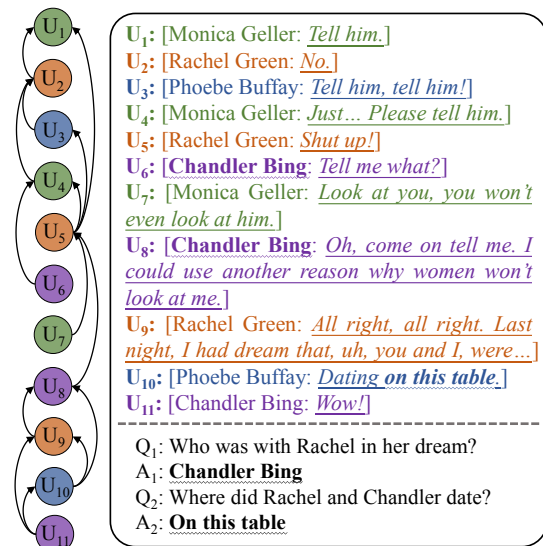 U1
U2
U3
U4
U5
U6
U7
U8
U9
U10
U11
U1: [Monica Geller: Tell him.]
U2: [Rachel Green: No.]
U3: [Phoebe Buffay: Tell him, tell him!]
U4: [Monica Geller: Just… Please tell him.]
U5: [Rachel Green: Shut up!]
U6: [Chandler Bing: Tell me what?]
U7: [Monica Geller: Look at you, you won't
even look at him.]
U8: [Chandler Bing: Oh, come on tell me. I
could use another reason why women won't
look at me.]
U9: [Rachel Green: All right, all right. Last
night, I had dream that, uh, you and I, were…]
U10: [Phoebe Buffay: Dating on this table.]
U11: [Chandler Bing: Wow!]
Q1: Who was with Rachel in her dream?
A1: Chandler Bing
Q2: Where did Rachel and Chandler date?
A2: On this table